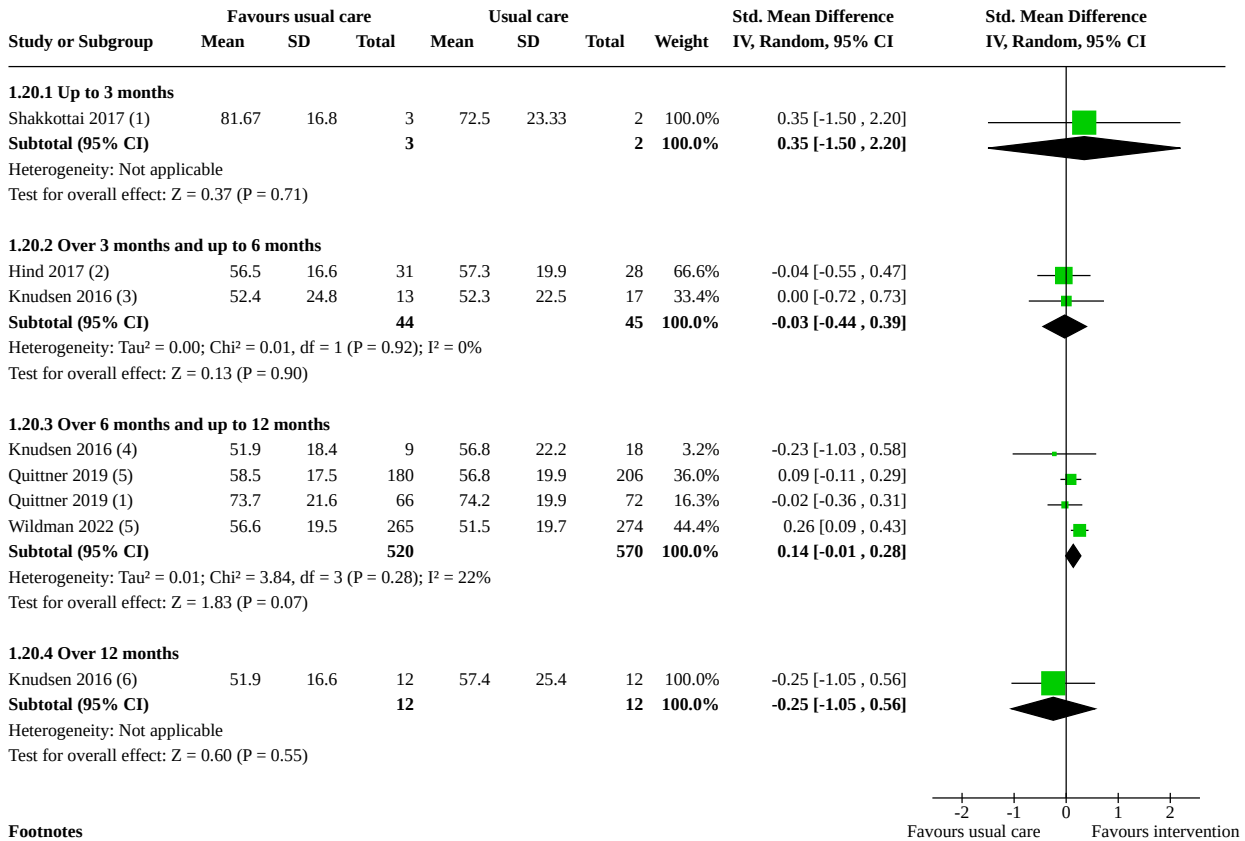 Favours usual care Usual care Std. Mean Difference Std. Mean Difference
Study or Subgroup Mean SD Total Mean SD Total Weight IV, Random, 95% CI IV, Random, 95% CI
1.20.1 Up to 3 months
Shakkottai 2017 (1) 81.67 16.8 3 72.5 23.33 2 100.0% 0.35 [-1.50 , 2.20]
Subtotal (95% CI) 3 2 100.0% 0.35 [-1.50 , 2.20]
Heterogeneity: Not applicable
Test for overall effect: Z = 0.37 (P = 0.71)
1.20.2 Over 3 months and up to 6 months
Hind 2017 (2) 56.5 16.6 31 57.3 19.9 28 66.6% -0.04 [-0.55 , 0.47]
Knudsen 2016 (3) 52.4 24.8 13 52.3 22.5 17 33.4% 0.00 [-0.72 , 0.73]
Subtotal (95% CI) 44 45 100.0% -0.03 [-0.44 , 0.39]
Heterogeneity: Tau² = 0.00; Chi² = 0.01, df = 1 (P = 0.92); I² = 0%
Test for overall effect: Z = 0.13 (P = 0.90)
1.20.3 Over 6 months and up to 12 months
Knudsen 2016 (4) 51.9 18.4 9 56.8 22.2 18 3.2% -0.23 [-1.03 , 0.58]
Quittner 2019 (5) 58.5 17.5 180 56.8 19.9 206 36.0% 0.09 [-0.11 , 0.29]
Quittner 2019 (1) 73.7 21.6 66 74.2 19.9 72 16.3% -0.02 [-0.36 , 0.31]
Wildman 2022 (5) 56.6 19.5 265 51.5 19.7 274 44.4% 0.26 [0.09 , 0.43]
Subtotal (95% CI) 520 570 100.0% 0.14 [-0.01 , 0.28]
Heterogeneity: Tau² = 0.01; Chi² = 3.84, df = 3 (P = 0.28); I² = 22%
Test for overall effect: Z = 1.83 (P = 0.07)
1.20.4 Over 12 months
Knudsen 2016 (6) 51.9 16.6 12 57.4 25.4 12 100.0% -0.25 [-1.05 , 0.56]
Subtotal (95% CI) 12 12 100.0% -0.25 [-1.05 , 0.56]
Heterogeneity: Not applicable
Test for overall effect: Z = 0.60 (P = 0.55)
-2 -1 0 1 2
Footnotes Favours usual care Favours intervention